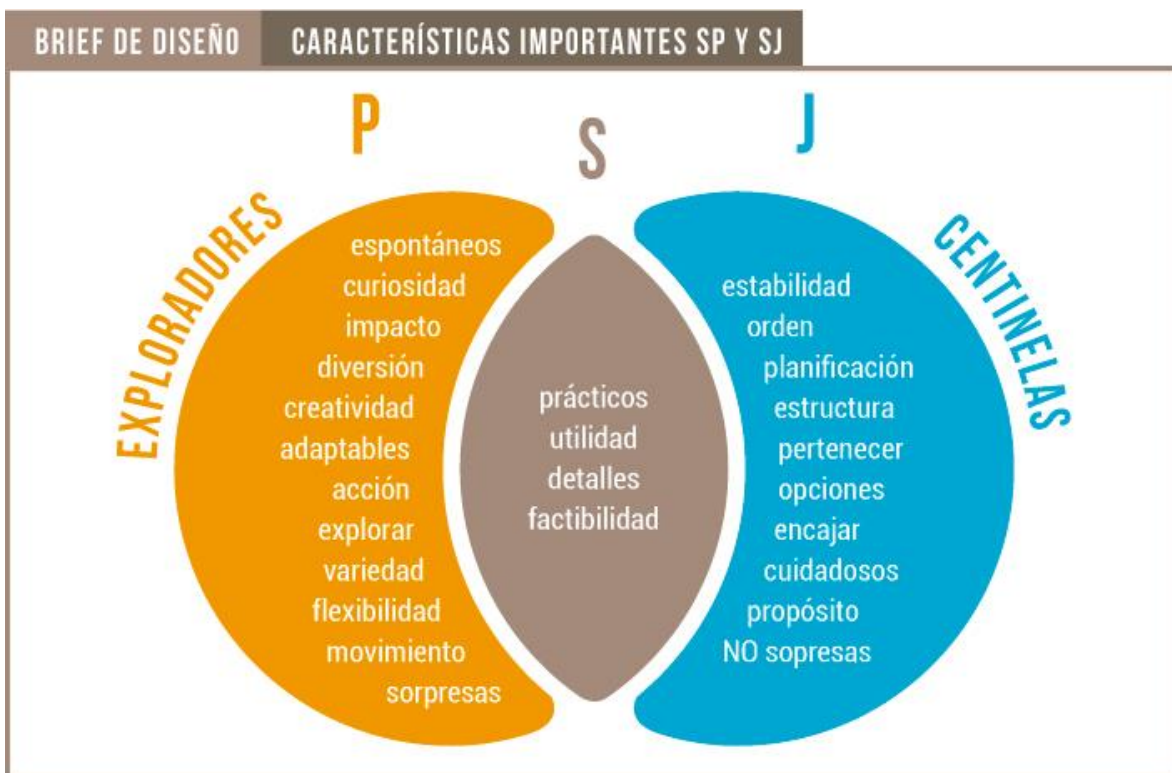 BRIEF DE DISEÑO
CARACTERÍSTICAS IMPORTANTES SP Y SJ
P
S
J
EXPLORADORES
espontáneos
curiosidad
impacto
diversión
creatividad
adaptables
acción
explorar
variedad
flexibilidad
movimiento
sorpresas
prácticos
utilidad
detalles
factibilidad
CENTINELAS
estabilidad
orden
planificación
estructura
pertenecer
opciones
encajar
cuidadosos
propósito
NO sopresas